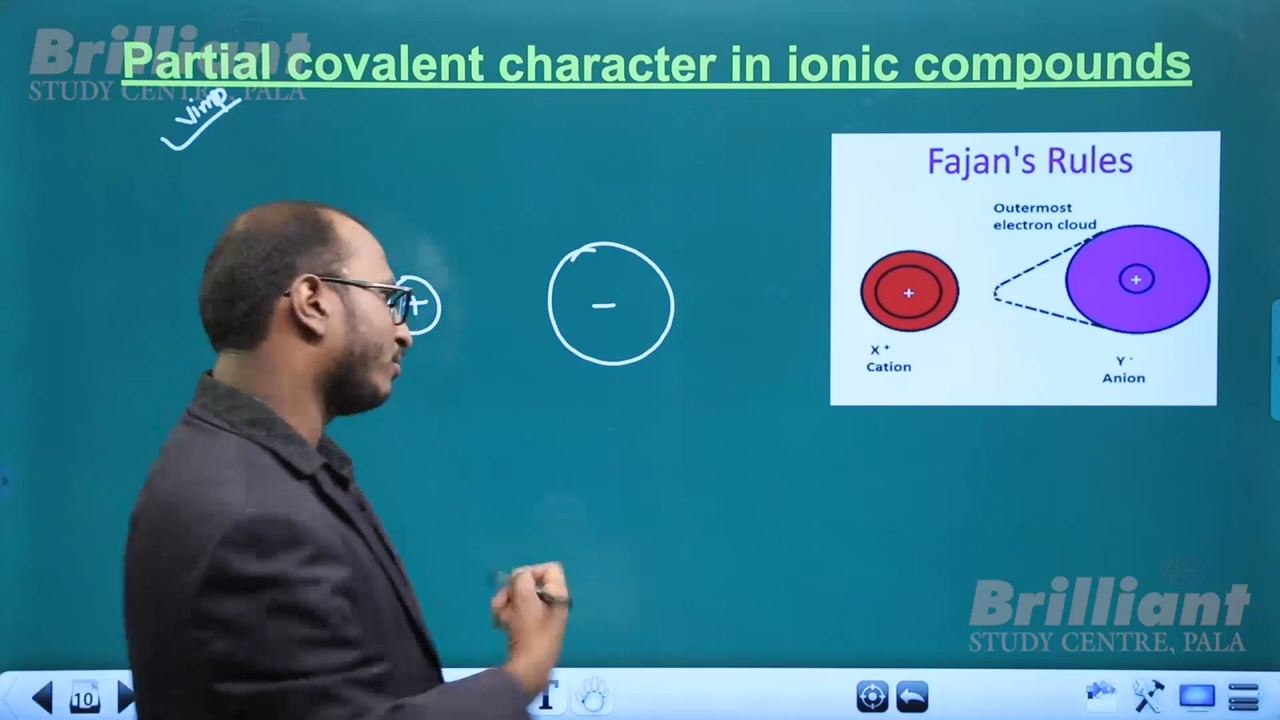 Brilliant
STUDY CENTRE, PALA
Partial covalent character in ionic compounds
vimp
+
−
Fajan's Rules
Outermost
electron cloud
+
+
X +
Cation
Y -
Anion
Brilliant
STUDY CENTRE, PALA
10
T